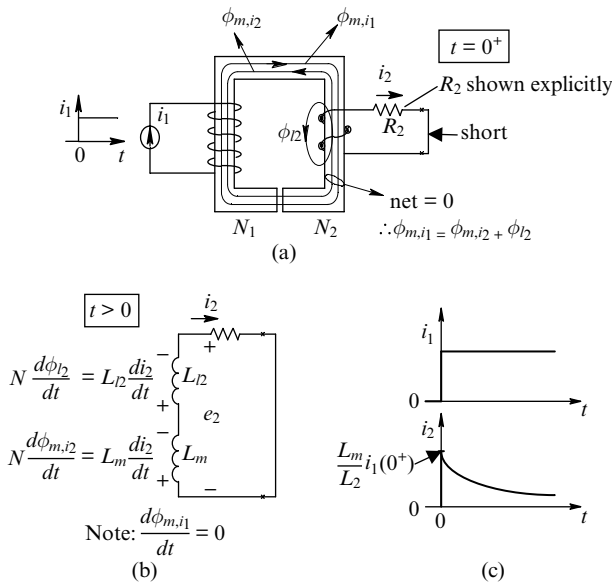 ϕm,i2
ϕm,i1
t = 0+
i2
R2 shown explicitly
i1
i1
0
t
ϕl2
R2
short
net = 0
N1
N2
∴ϕm,i1 = ϕm,i2 + ϕl2
(a)
t > 0
i2
N dϕl2/dt = Ll2 di2/dt
−
+
Ll2
+
e2
N dϕm,i2/dt = Lm di2/dt
−
+
Lm
−
Note: dϕm,i1/dt = 0
(b)
i1
0
t
i2
Lm/L2 i1(0+)
0
0
t
(c)